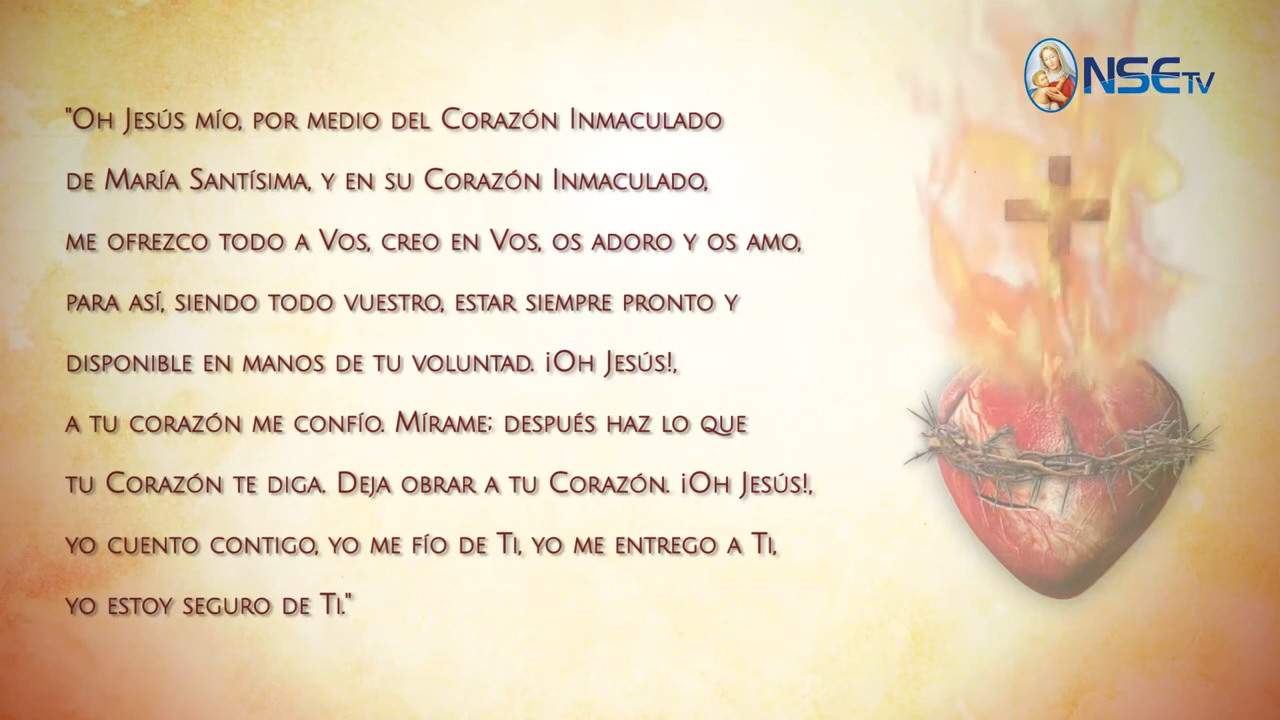 "Oh Jesús mío, por medio del Corazón Inmaculado
de María Santísima, y en su Corazón Inmaculado,
me ofrezco todo a Vos, creo en Vos, os adoro y os amo,
para así, siendo todo vuestro, estar siempre pronto y
disponible en manos de tu voluntad. ¡Oh Jesús!,
a tu corazón me confío. Mírame; después haz lo que
tu Corazón te diga. Deja obrar a tu Corazón. ¡Oh Jesús!,
yo cuento contigo, yo me fío de Ti, yo me entrego a Ti,
yo estoy seguro de Ti."
NSE TV